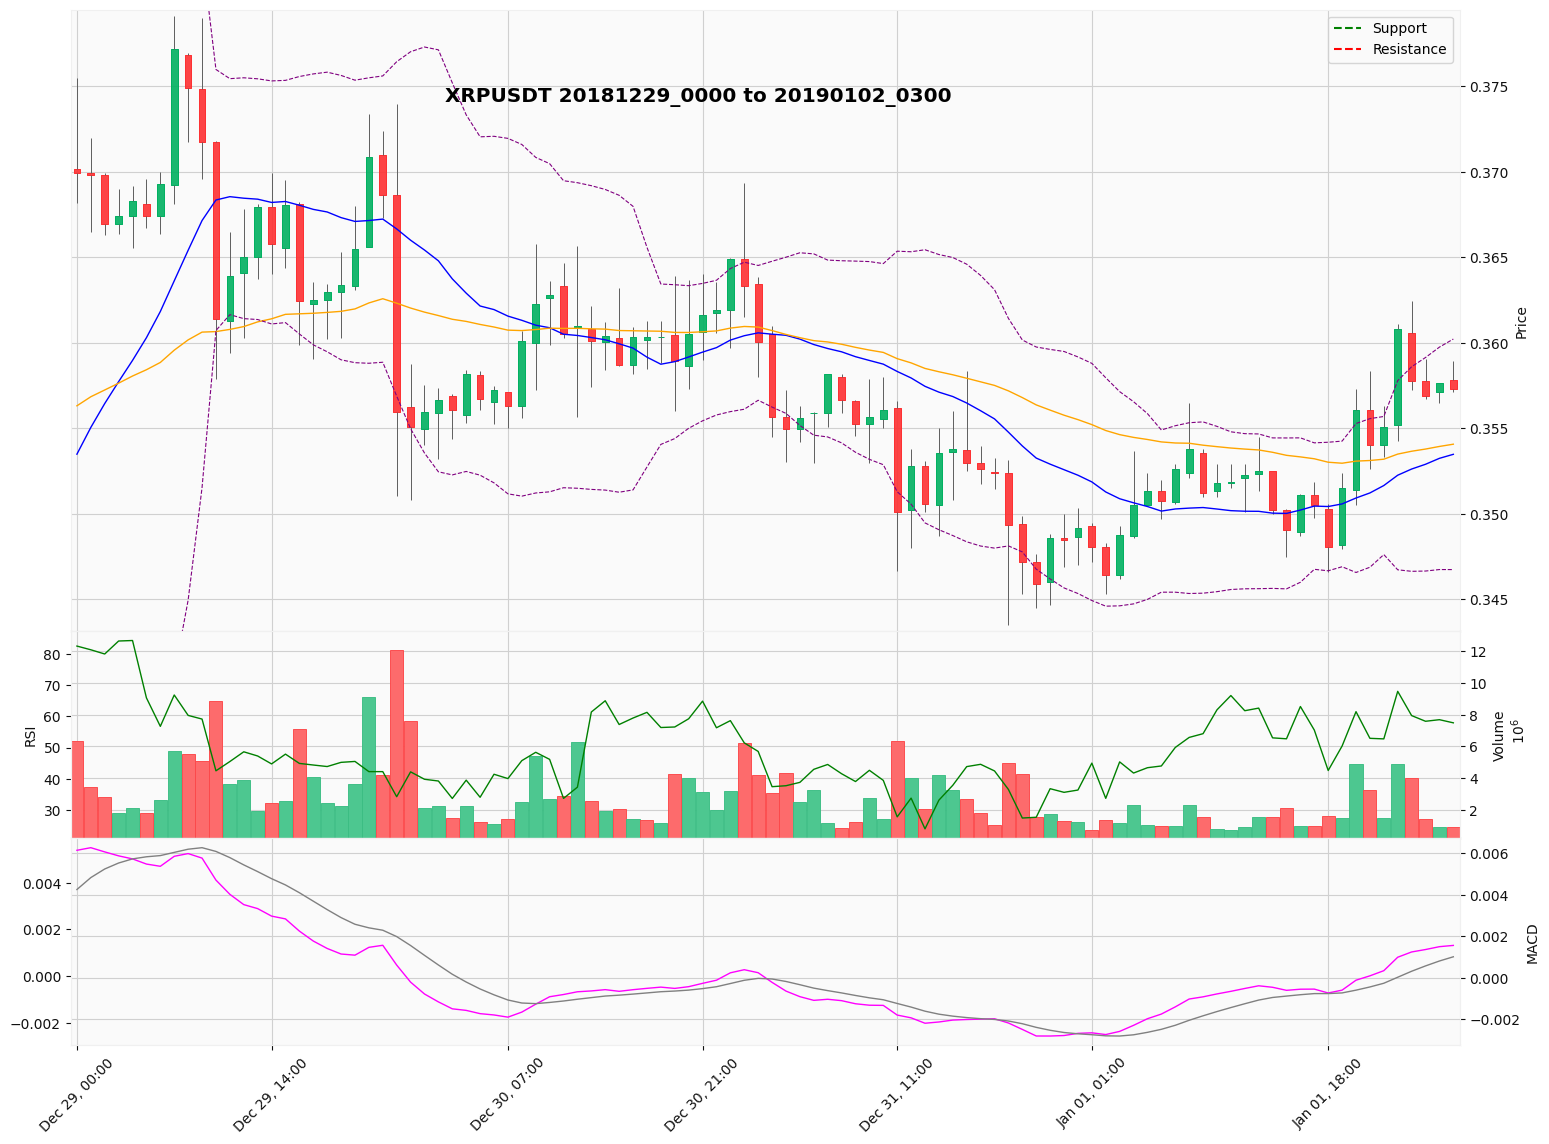 XRPUSDT 20181229_0000 to 20190102_0300
Support
Resistance
0.375
0.370
0.365
0.360
0.355
0.350
0.345
Price
80
70
60
50
40
30
RSI
12
10
8
6
4
2
Volume
10^6
0.004
0.002
0.000
−0.002
0.006
0.004
0.002
0.000
−0.002
MACD
Dec 29, 00:00
Dec 29, 14:00
Dec 30, 07:00
Dec 30, 21:00
Dec 31, 11:00
Jan 01, 01:00
Jan 01, 18:00